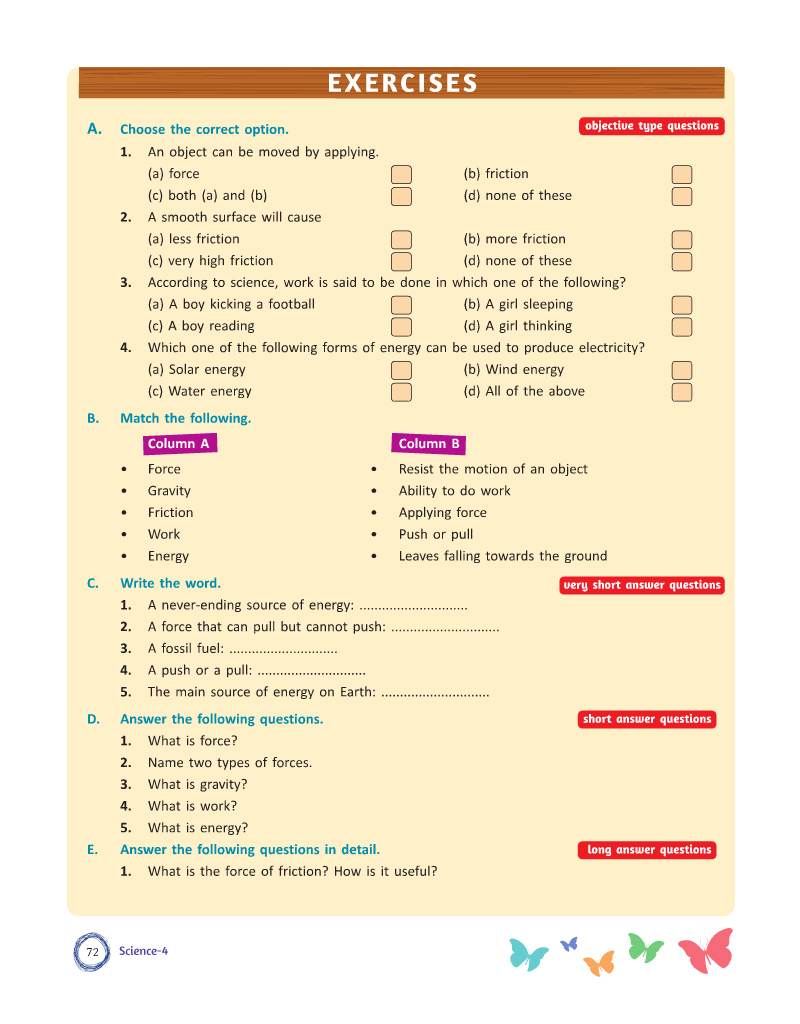 EXERCISES
A. Choose the correct option.
objective type questions
1. An object can be moved by applying.
(a) force (b) friction
(c) both (a) and (b) (d) none of these
2. A smooth surface will cause
(a) less friction (b) more friction
(c) very high friction (d) none of these
3. According to science, work is said to be done in which one of the following?
(a) A boy kicking a football (b) A girl sleeping
(c) A boy reading (d) A girl thinking
4. Which one of the following forms of energy can be used to produce electricity?
(a) Solar energy (b) Wind energy
(c) Water energy (d) All of the above
B. Match the following.
Column A Column B
• Force • Resist the motion of an object
• Gravity • Ability to do work
• Friction • Applying force
• Work • Push or pull
• Energy • Leaves falling towards the ground
C. Write the word.
very short answer questions
1. A never-ending source of energy: ............................
2. A force that can pull but cannot push: ............................
3. A fossil fuel: ............................
4. A push or a pull: ............................
5. The main source of energy on Earth: ............................
D. Answer the following questions.
short answer questions
1. What is force?
2. Name two types of forces.
3. What is gravity?
4. What is work?
5. What is energy?
E. Answer the following questions in detail.
long answer questions
1. What is the force of friction? How is it useful?
72 Science-4